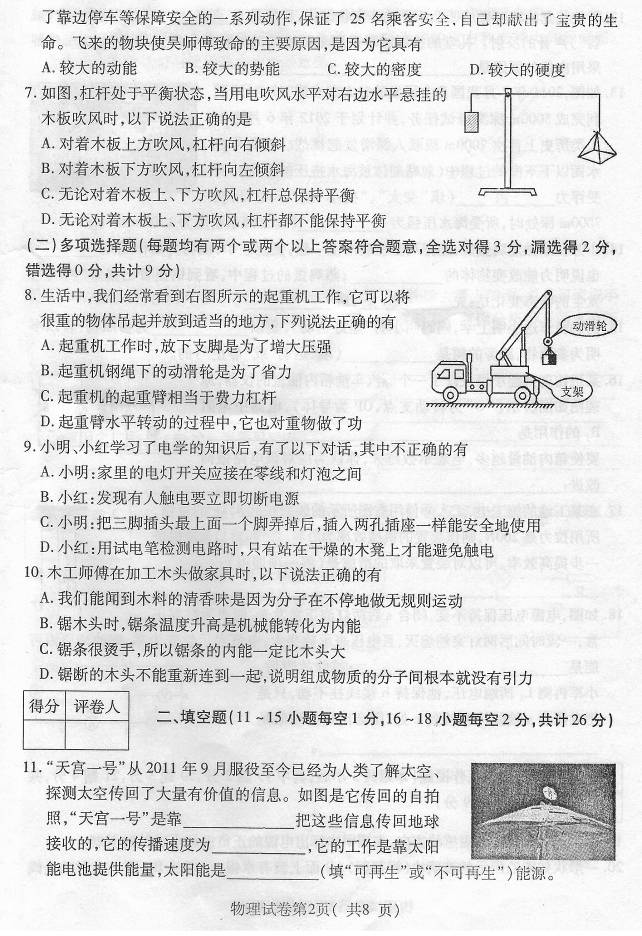 了靠边停车等保障安全的一系列动作,保证了25名乘客安全,自己却献出了宝贵的生
命。飞来的物块使吴师傅致命的主要原因,是因为它具有
A.较大的动能 B.较大的势能 C.较大的密度 D.较大的硬度
7.如图,杠杆处于平衡状态,当用电吹风水平对右边水平悬挂的
木板吹风时,以下说法正确的是
A.对着木板上方吹风,杠杆向右倾斜
B.对着木板下方吹风,杠杆向左倾斜
C.无论对着木板上、下方吹风,杠杆总保持平衡
D.无论对着木板上、下方吹风,杠杆都不能保持平衡
(二)多项选择题(每题均有两个或两个以上答案符合题意,全选对得3分,漏选得2分,
错选得0分,共计9分)
8.生活中,我们经常看到右图所示的起重机工作,它可以将
很重的物体吊起并放到适当的地方,下列说法正确的有
A.起重机工作时,放下支脚是为了增大压强
B.起重机钢绳下的动滑轮是为了省力
C.起重机的起重臂相当于费力杠杆
D.起重臂水平转动的过程中,它也对重物做了功
动滑轮
支架
9.小明、小红学习了电学的知识后,有了以下对话,其中不正确的有
A.小明:家里的电灯开关应接在零线和灯泡之间
B.小红:发现有人触电要立即切断电源
C.小明:把三脚插头最上面一个脚弄掉后,插入两孔插座一样能安全地使用
D.小红:用试电笔检测电路时,只有站在干燥的木凳上才能避免触电
10.木工师傅在加工木头做家具时,以下说法正确的有
A.我们能闻到木料的清香味是因为分子在不停地做无规则运动
B.锯木头时,锯条温度升高是机械能转化为内能
C.锯条很烫手,所以锯条的内能一定比木头大
D.锯断的木头不能重新连到一起,说明组成物质的分子间根本就没有引力
得分 评卷人
二、填空题(11~15小题每空1分,16~18小题每空2分,共计26分)
11.“天宫一号”从2011年9月服役至今已经为人类了解太空、
探测太空传回了大量有价值的信息。如图是它传回的自拍
照,“天宫一号”是靠__________把这些信息传回地球
接收的,它的传播速度为__________,它的工作是靠太阳
能电池提供能量,太阳能是__________(填“可再生”或“不可再生”)能源。
物理试卷第2页( 共8 页)